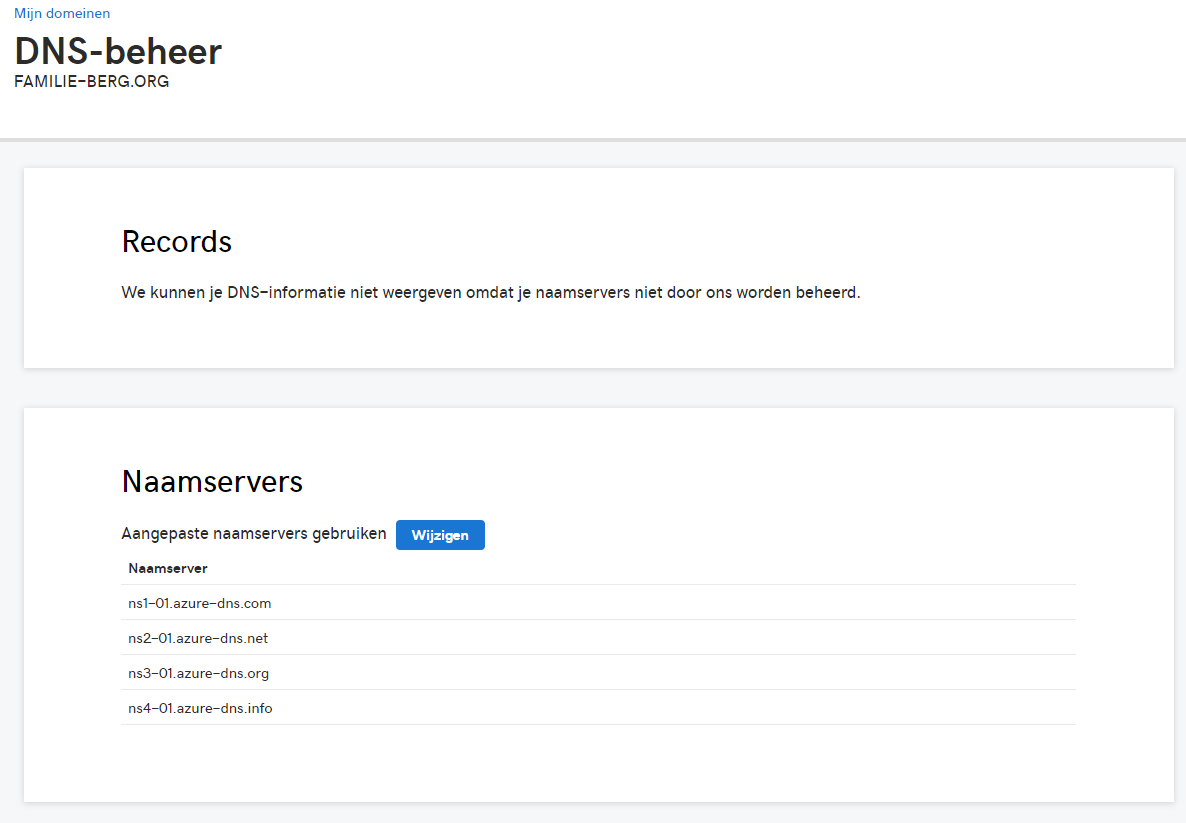 Mijn domeinen
DNS-beheer
FAMILIE-BERG.ORG
Records
We kunnen je DNS-informatie niet weergeven omdat je naamservers niet door ons worden beheerd.
Naamservers
Aangepaste naamservers gebruiken Wijzigen
Naamserver
ns1-01.azure-dns.com
ns2-01.azure-dns.net
ns3-01.azure-dns.org
ns4-01.azure-dns.info